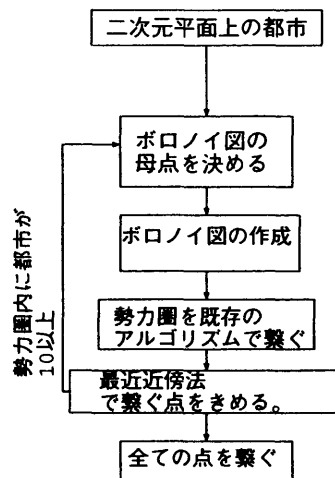 二次元平面上の都市
ボロノイ図の
母点を決める
ボロノイ図の作成
勢力圏を既存の
アルゴリズムで繋ぐ
最近近傍法
で繋ぐ点をきめる。
全ての点を繋ぐ
勢力圏内に都市が
10以上